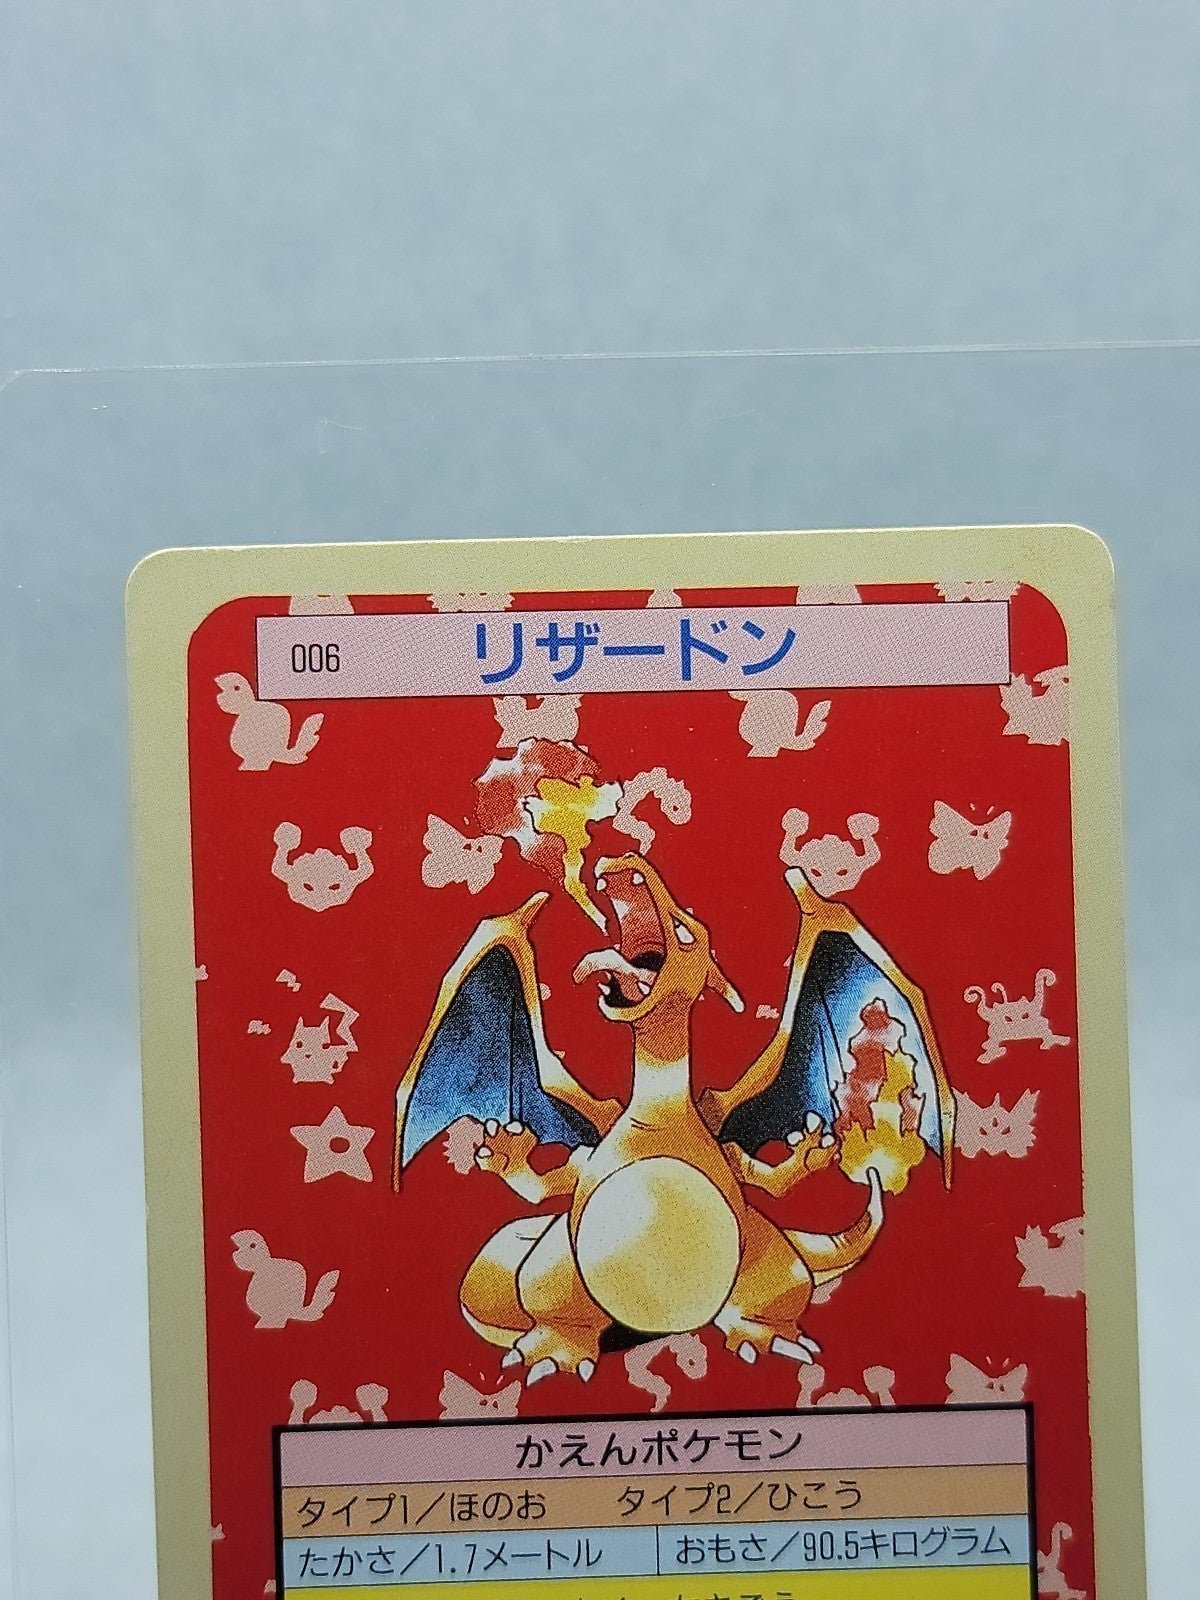 006 リザードン
かえんポケモン
タイプ1／ほのお タイプ2／ひこう
たかさ／1.7メートル おもさ／90.5キログラム